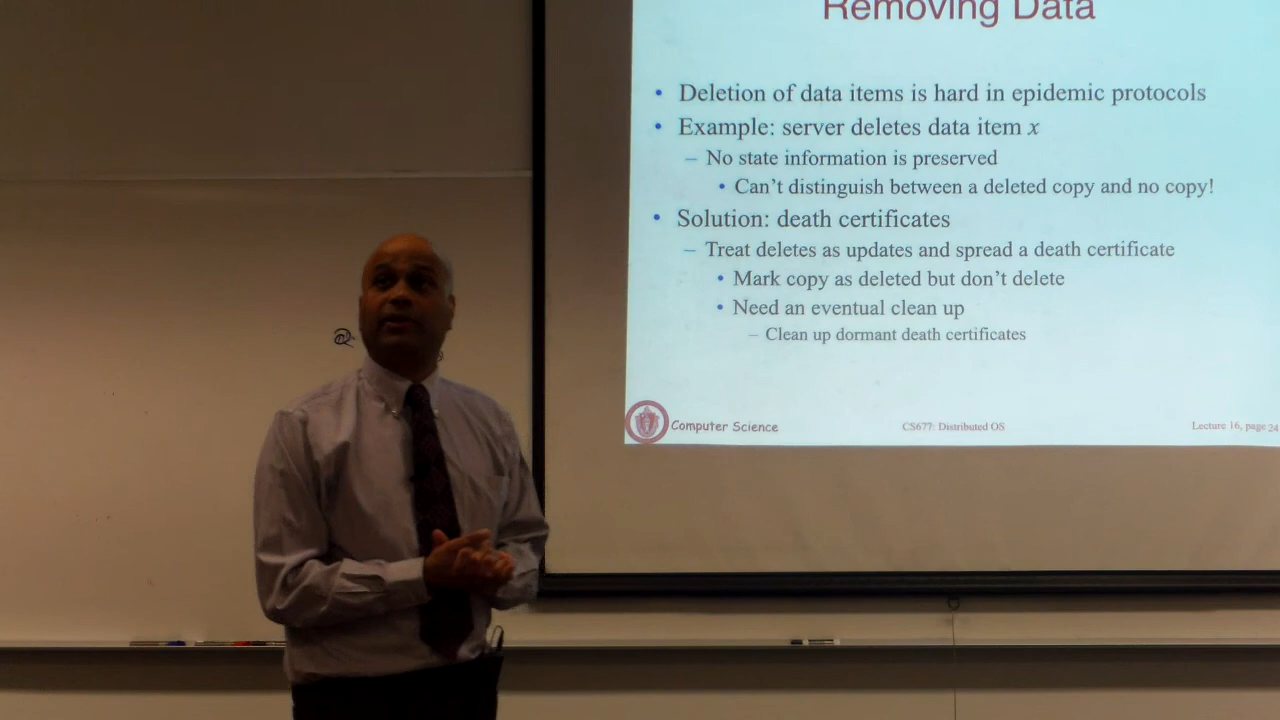 Removing Data
• Deletion of data items is hard in epidemic protocols
• Example: server deletes data item x
– No state information is preserved
• Can't distinguish between a deleted copy and no copy!
• Solution: death certificates
– Treat deletes as updates and spread a death certificate
• Mark copy as deleted but don't delete
• Need an eventual clean up
– Clean up dormant death certificates
Computer Science
CS677: Distributed OS
Lecture 16, page 24